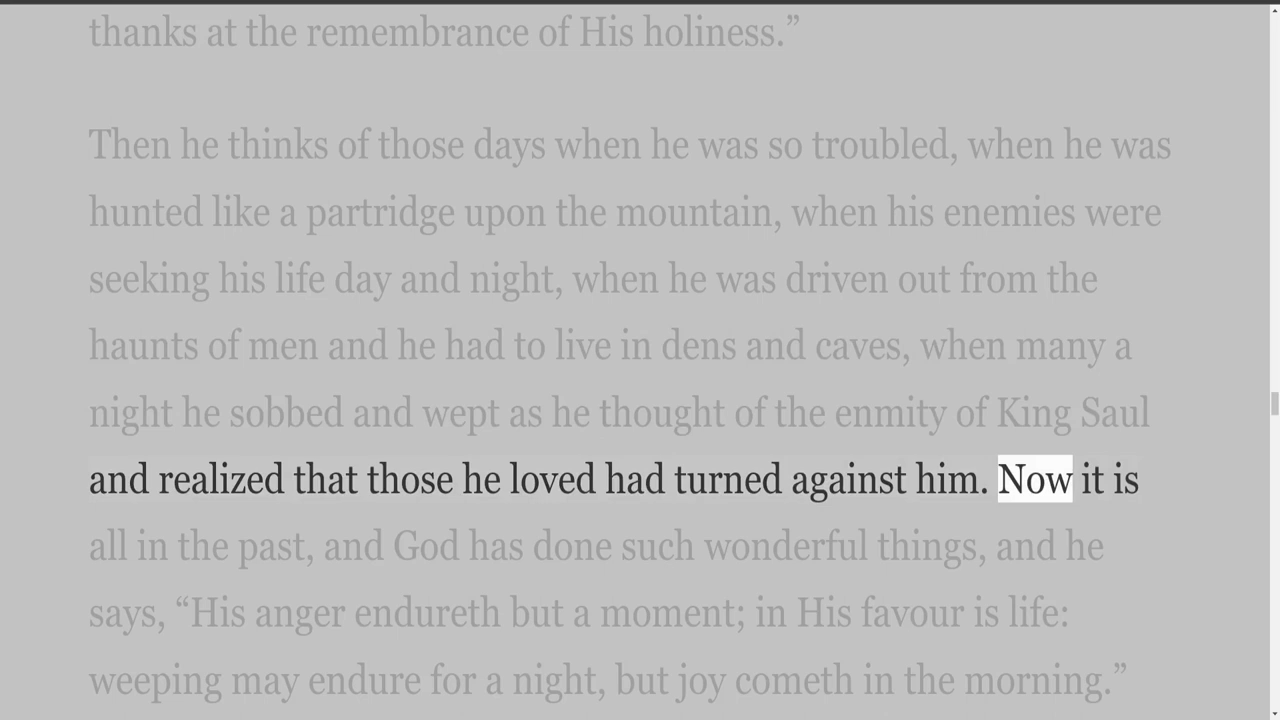 thanks at the remembrance of His holiness.”
Then he thinks of those days when he was so troubled, when he was
hunted like a partridge upon the mountain, when his enemies were
seeking his life day and night, when he was driven out from the
haunts of men and he had to live in dens and caves, when many a
night he sobbed and wept as he thought of the enmity of King Saul
and realized that those he loved had turned against him. Now it is
all in the past, and God has done such wonderful things, and he
says, “His anger endureth but a moment; in His favour is life:
weeping may endure for a night, but joy cometh in the morning.”